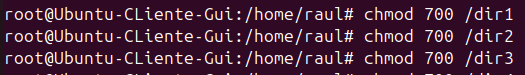 root@Ubuntu-CLiente-Gui:/home/raul# chmod 700 /dir1
root@Ubuntu-CLiente-Gui:/home/raul# chmod 700 /dir2
root@Ubuntu-CLiente-Gui:/home/raul# chmod 700 /dir3